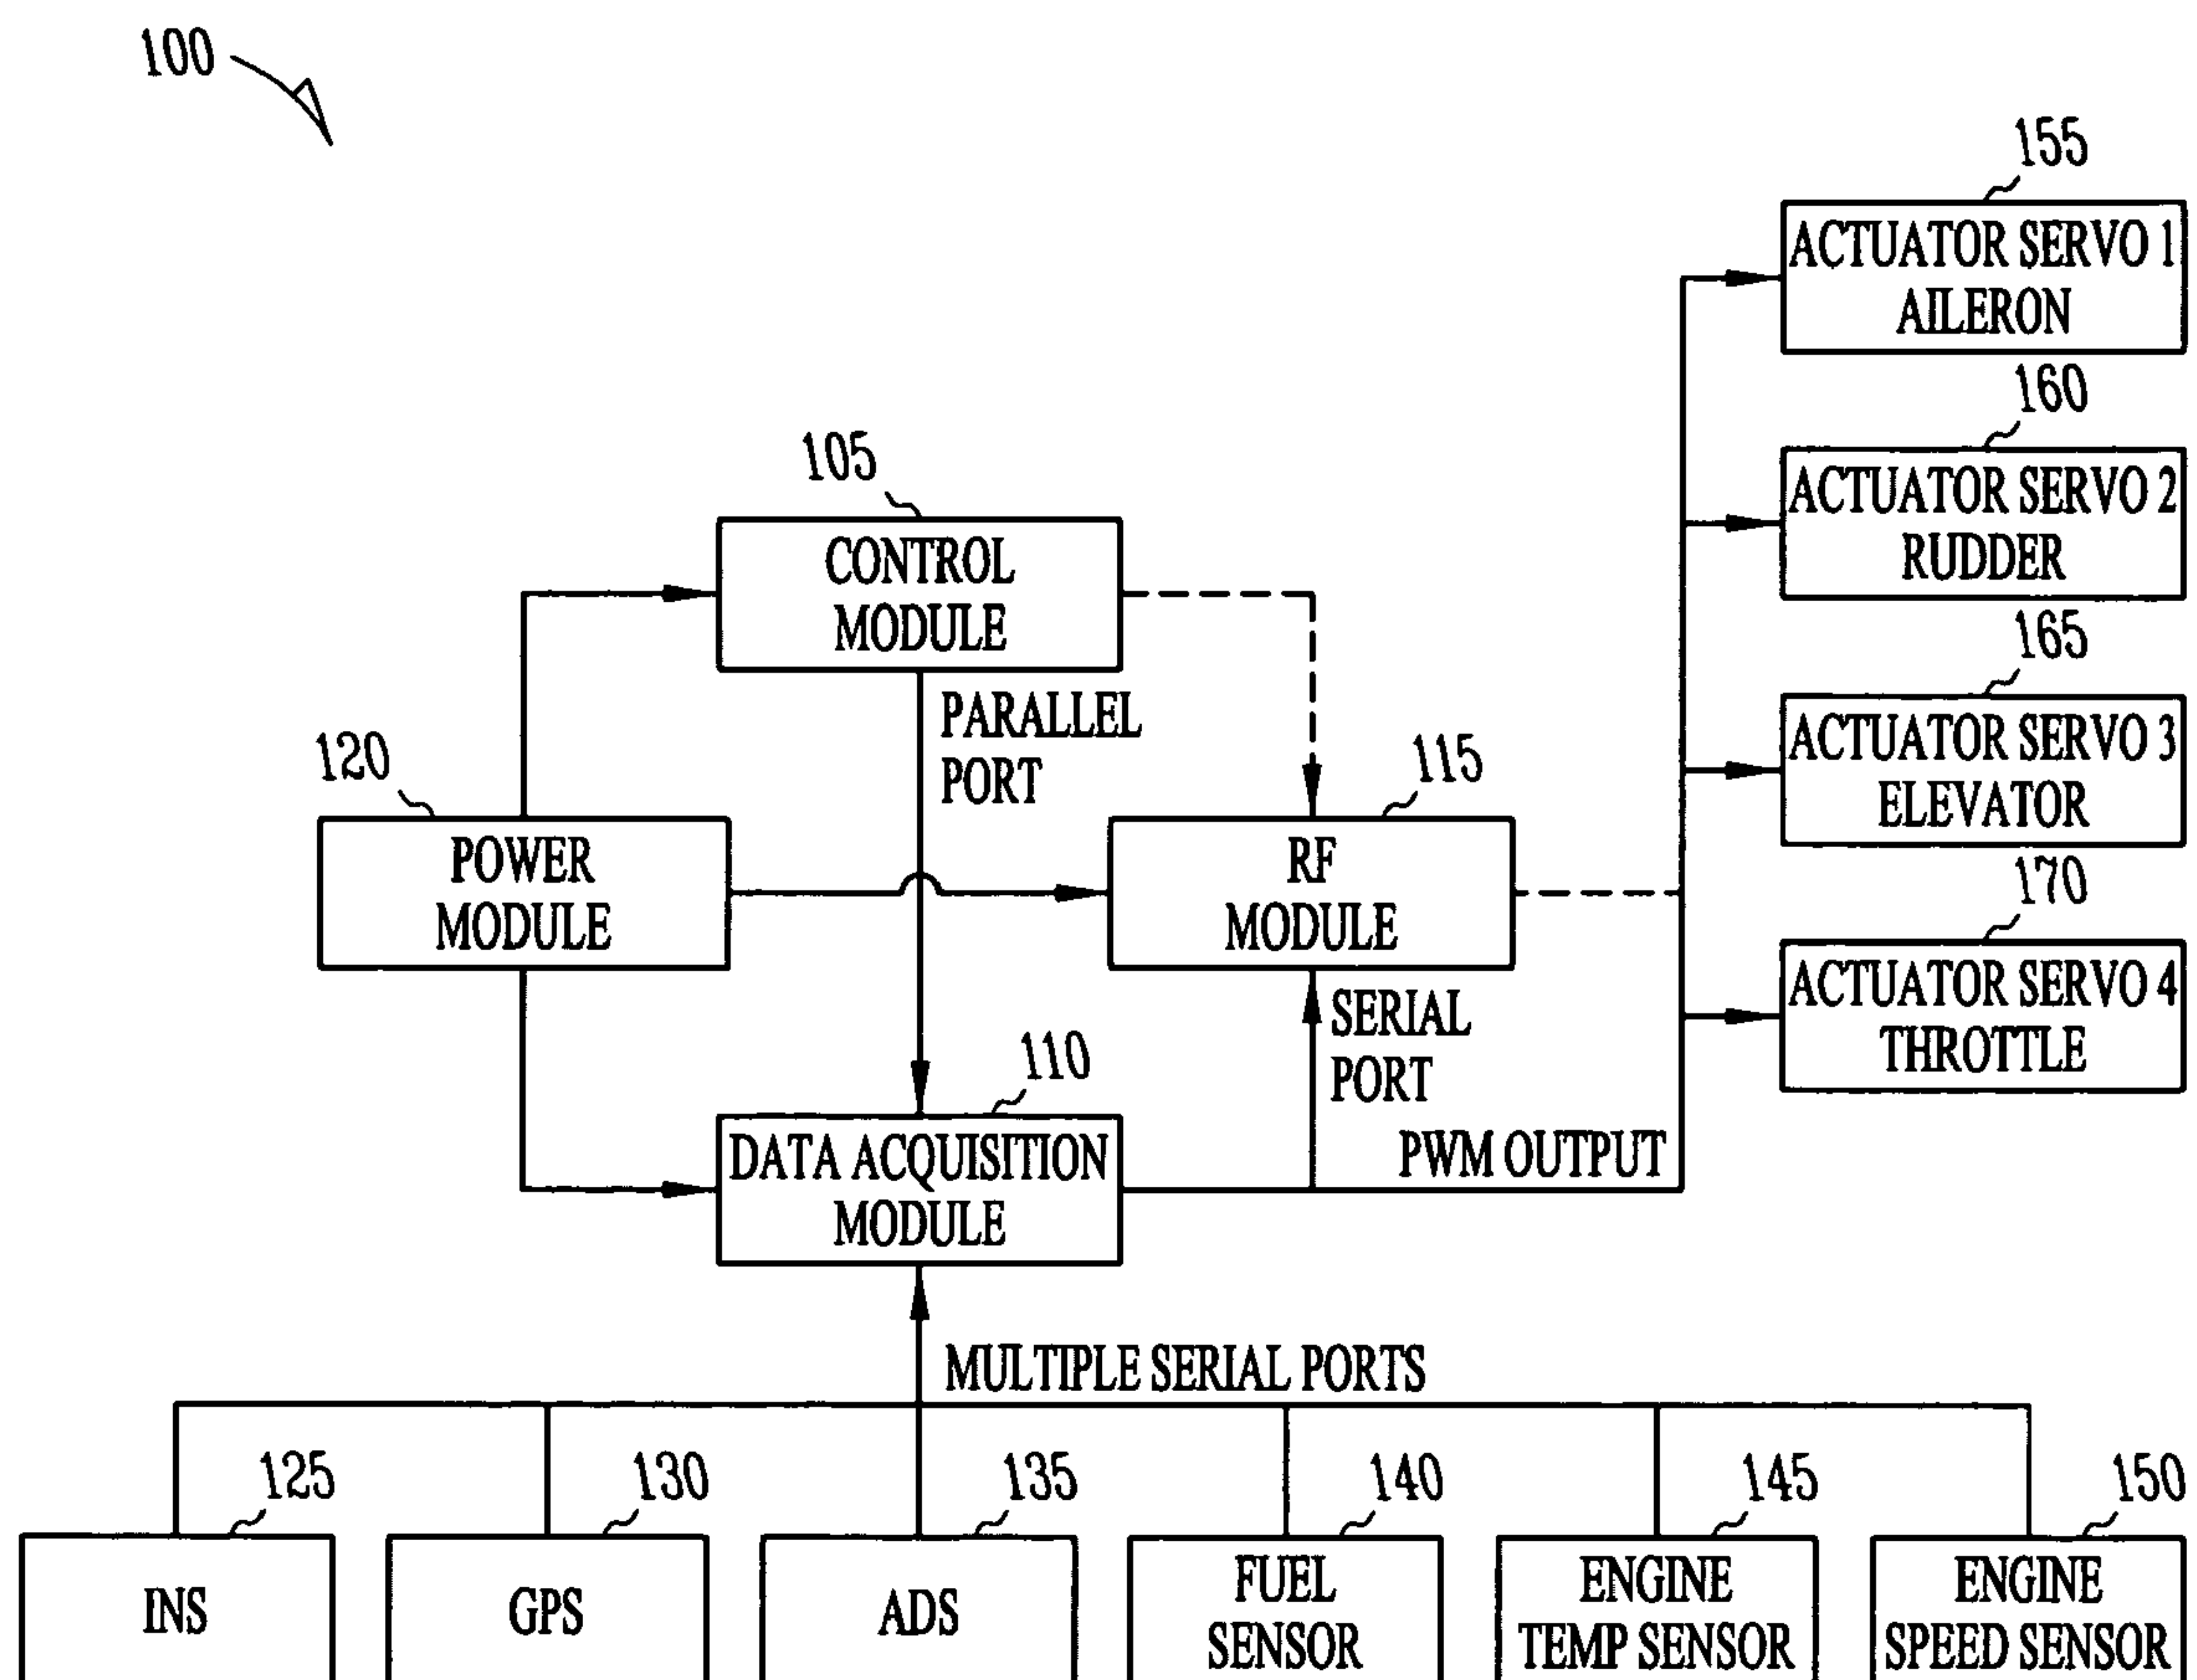 100
155
ACTUATOR SERVO 1
AILERON
160
ACTUATOR SERVO 2
RUDDER
105
CONTROL
MODULE
165
ACTUATOR SERVO 3
ELEVATOR
PARALLEL
PORT
120
POWER
MODULE
115
RF
MODULE
170
ACTUATOR SERVO 4
THROTTLE
SERIAL
PORT
110
DATA ACQUISITION
MODULE
PWM OUTPUT
MULTIPLE SERIAL PORTS
125
INS
130
GPS
135
ADS
140
FUEL
SENSOR
145
ENGINE
TEMP SENSOR
150
ENGINE
SPEED SENSOR